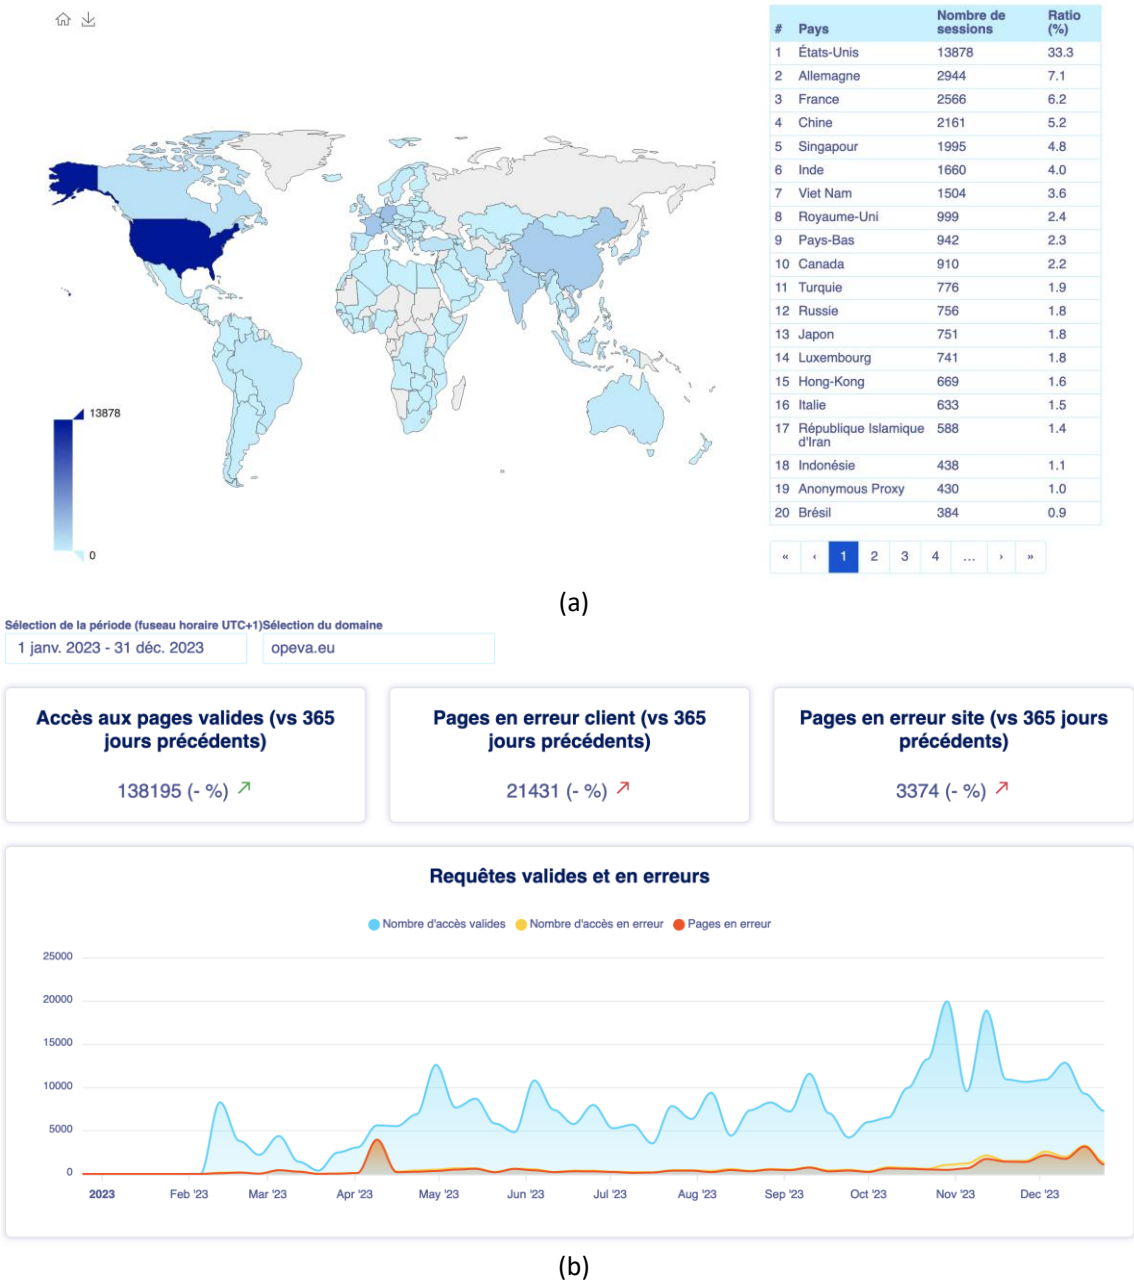 # Pays Nombre de sessions Ratio (%)
1 États-Unis 13878 33.3
2 Allemagne 2944 7.1
3 France 2566 6.2
4 Chine 2161 5.2
5 Singapour 1995 4.8
6 Inde 1660 4.0
7 Viet Nam 1504 3.6
8 Royaume-Uni 999 2.4
9 Pays-Bas 942 2.3
10 Canada 910 2.2
11 Turquie 776 1.9
12 Russie 756 1.8
13 Japon 751 1.8
14 Luxembourg 741 1.8
15 Hong-Kong 669 1.6
16 Italie 633 1.5
17 République Islamique d'Iran 588 1.4
18 Indonésie 438 1.1
19 Anonymous Proxy 430 1.0
20 Brésil 384 0.9
13878
0
« ‹ 1 2 3 4 ... › »
(a)
Sélection de la période (fuseau horaire UTC+1) Sélection du domaine
1 janv. 2023 - 31 déc. 2023 opeva.eu
Accès aux pages valides (vs 365
jours précédents)
138195 (- %)
Pages en erreur client (vs 365
jours précédents)
21431 (- %)
Pages en erreur site (vs 365 jours
précédents)
3374 (- %)
Requêtes valides et en erreurs
Nombre d'accès valides Nombre d'accès en erreur Pages en erreur
25000
20000
15000
10000
5000
0
2023 Feb '23 Mar '23 Apr '23 May '23 Jun '23 Jul '23 Aug '23 Sep '23 Oct '23 Nov '23 Dec '23
(b)